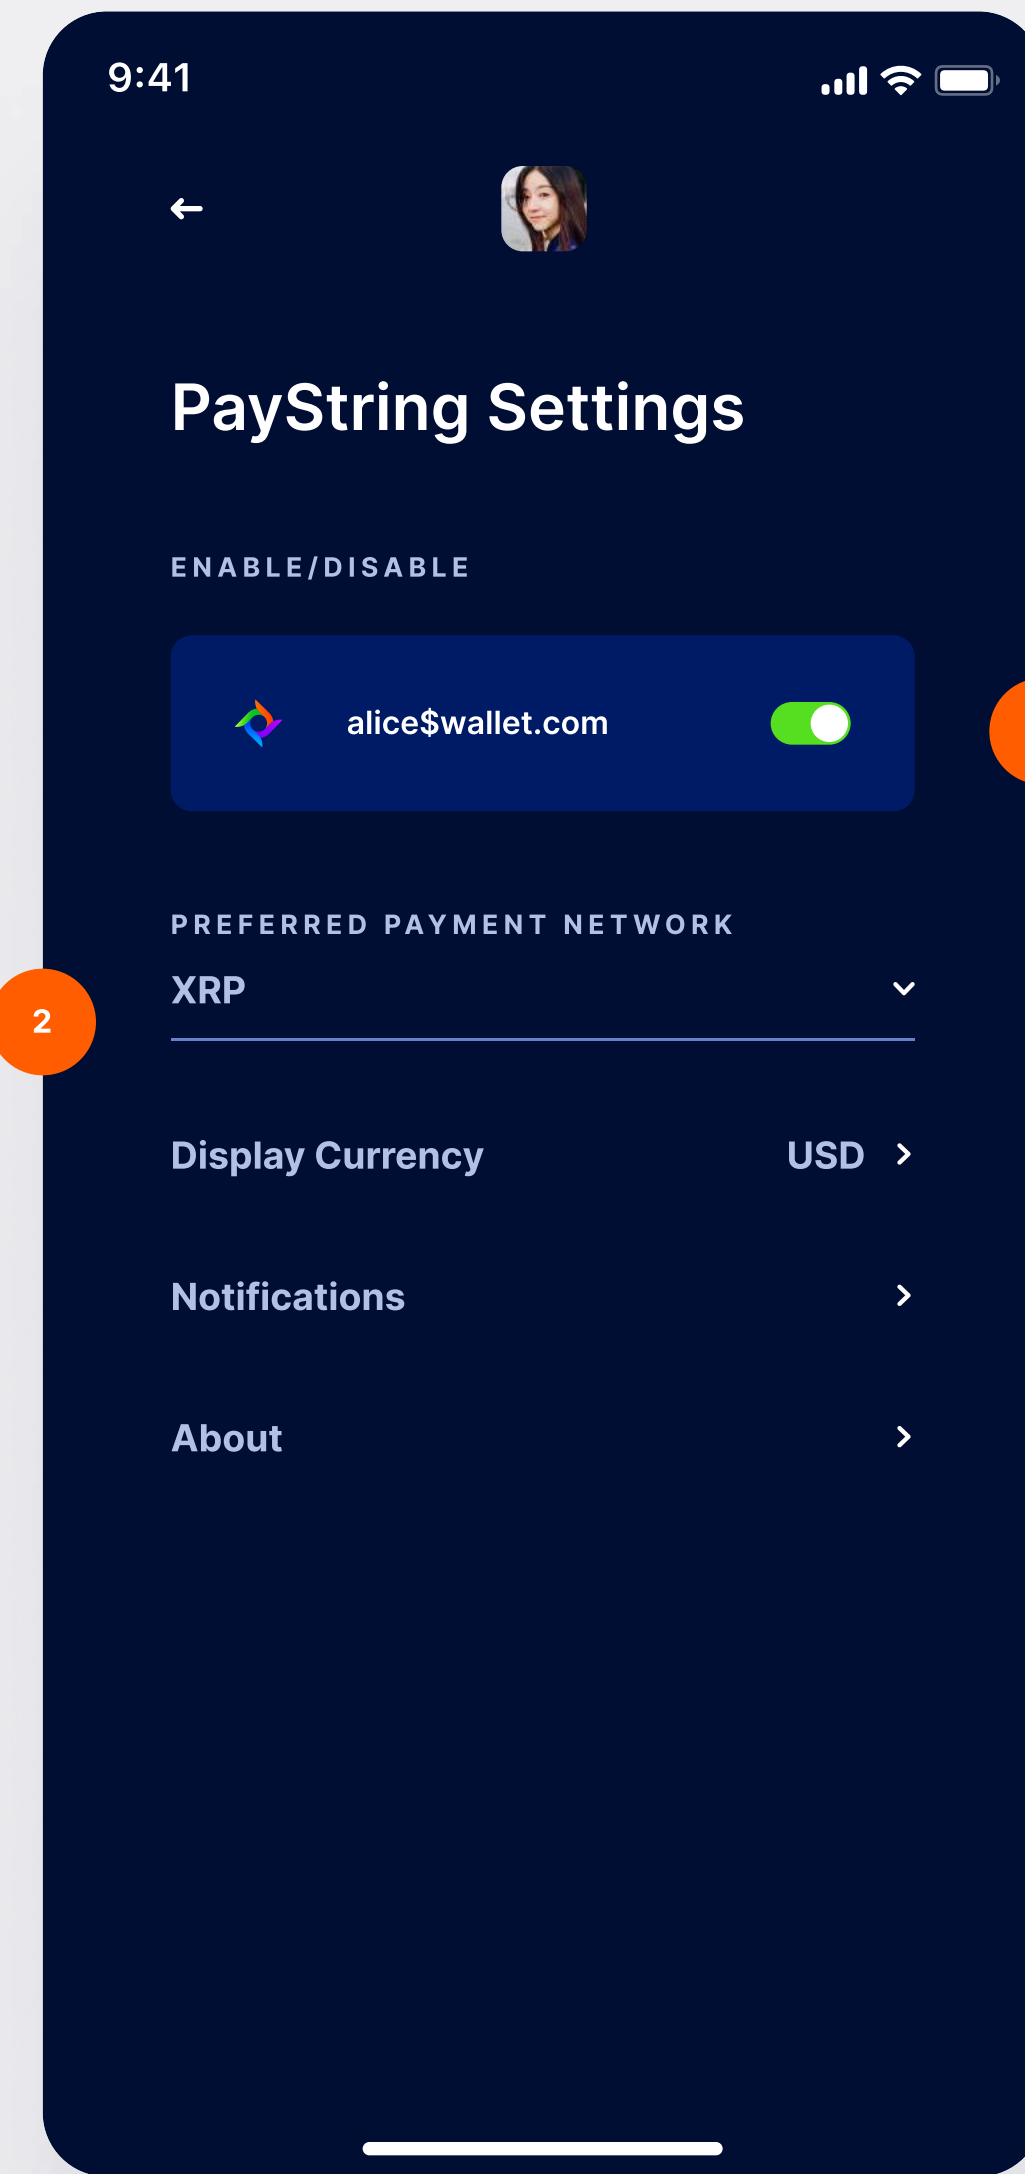 9:41
PayString Settings
ENABLE/DISABLE
alice$wallet.com
PREFERRED PAYMENT NETWORK
XRP
2
Display Currency USD
Notifications
About